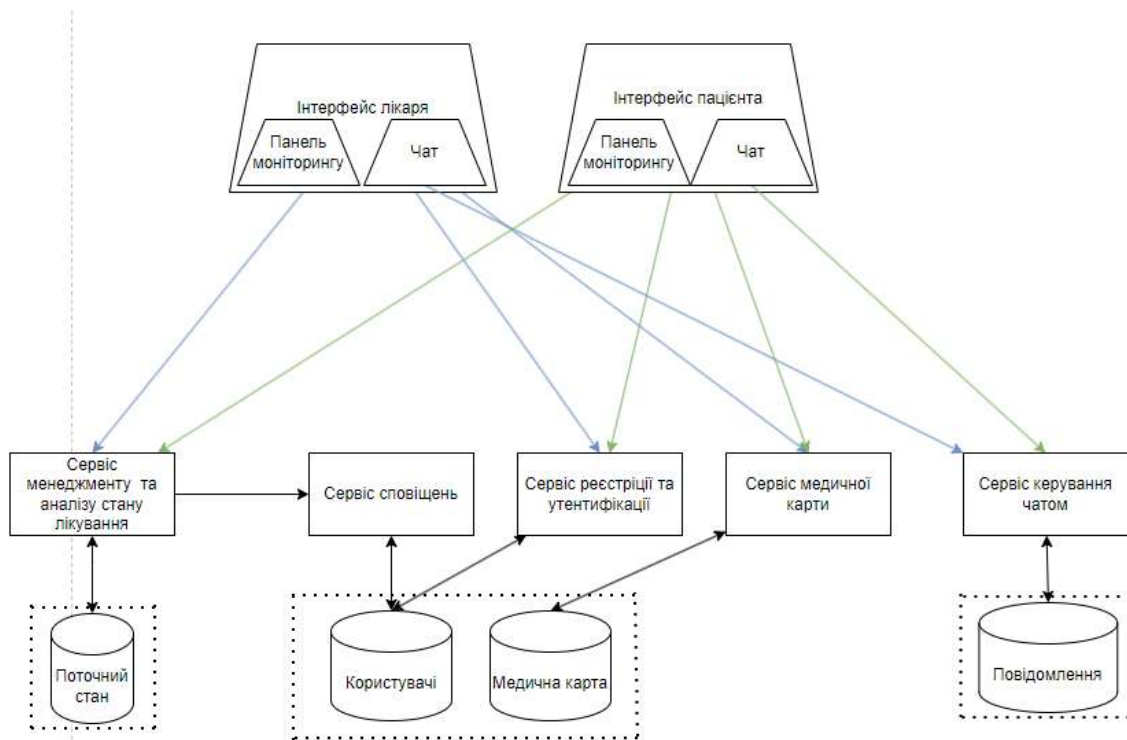 Інтерфейс лікаря
Панель
моніторингу
Чат
Інтерфейс пацієнта
Панель
моніторингу
Чат
Сервіс
менеджменту та
аналізу стану
лікування
Сервіс сповіщень
Сервіс реєстріції та
утентифікації
Сервіс медичної
карти
Сервіс керування
чатом
Поточний
стан
Користувачі
Медична карта
Повідомлення